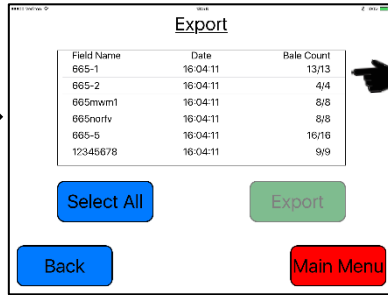 Export
Field Name Date Bale Count
665-1 16:04:11 13/13
665-2 16:04:11 4/4
665mwm1 16:04:11 8/8
665norfv 16:04:11 8/8
665-5 16:04:11 16/16
12345678 16:04:11 9/9
Select All Export
Back Main Menu